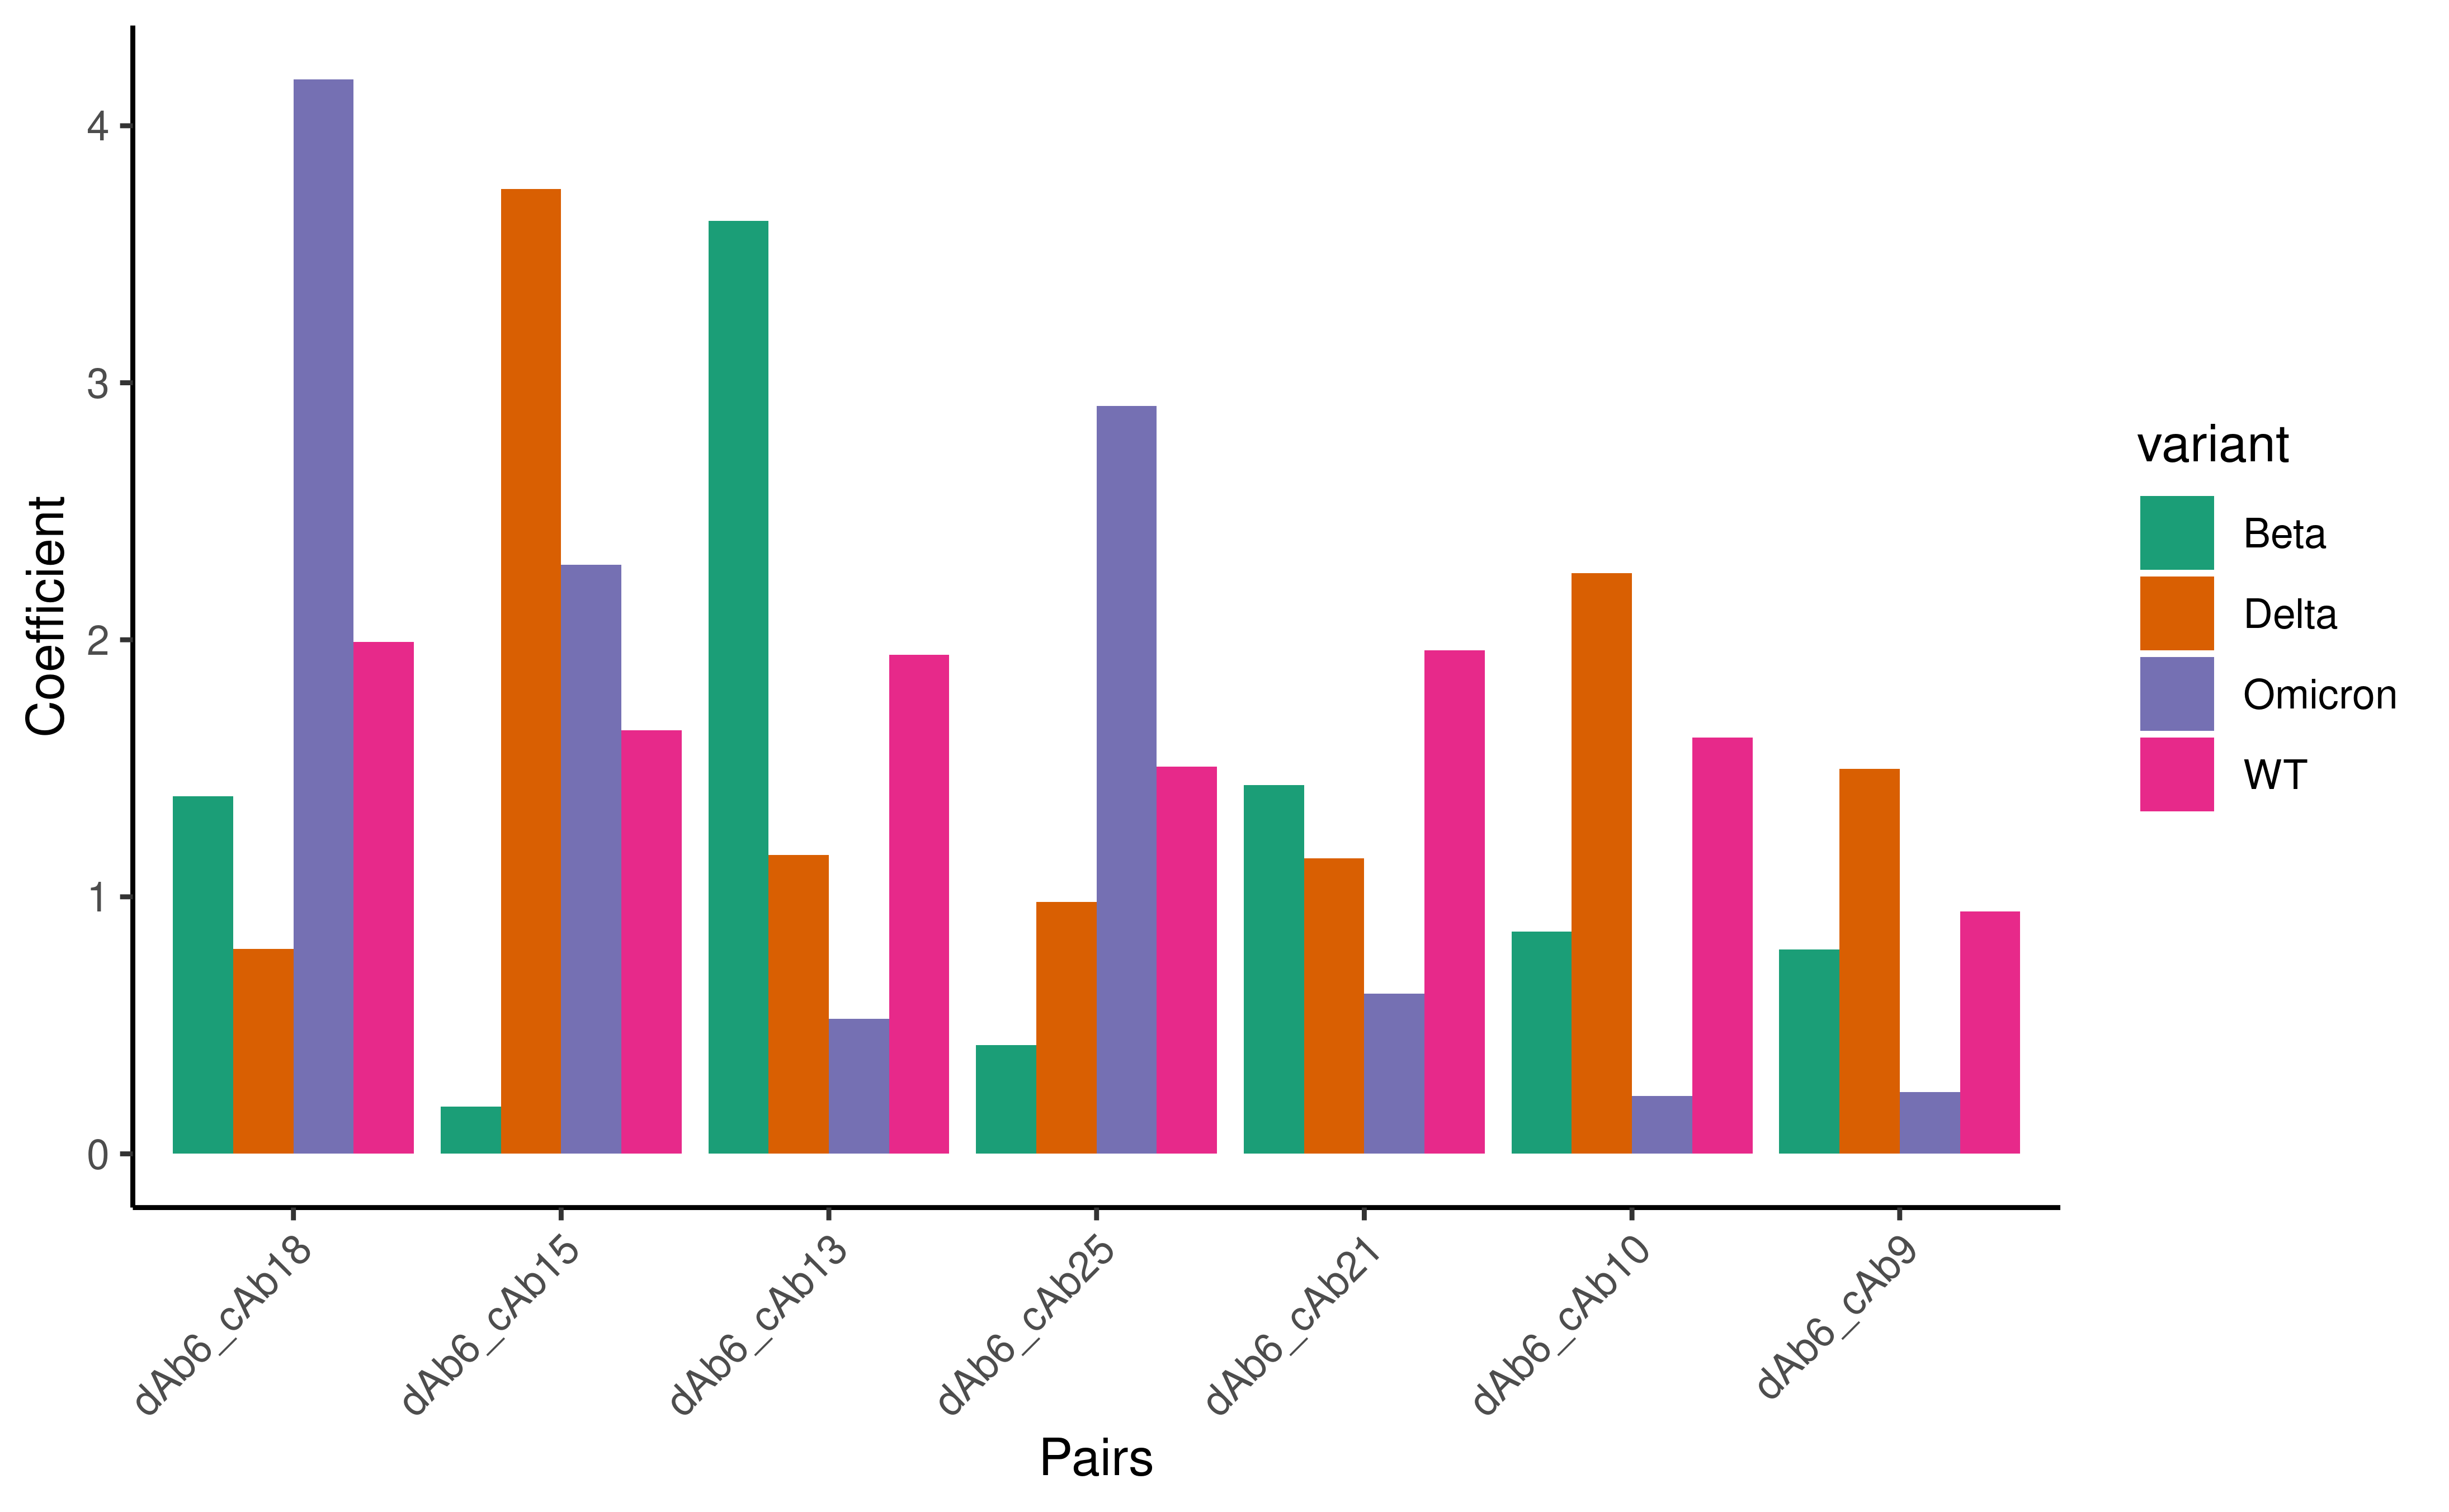 Coefficient
4
3
2
1
0
dAb6_cAb18
dAb6_cAb15
dAb6_cAb13
dAb6_cAb25
dAb6_cAb21
dAb6_cAb10
dAb6_cAb9
Pairs
variant
Beta
Delta
Omicron
WT